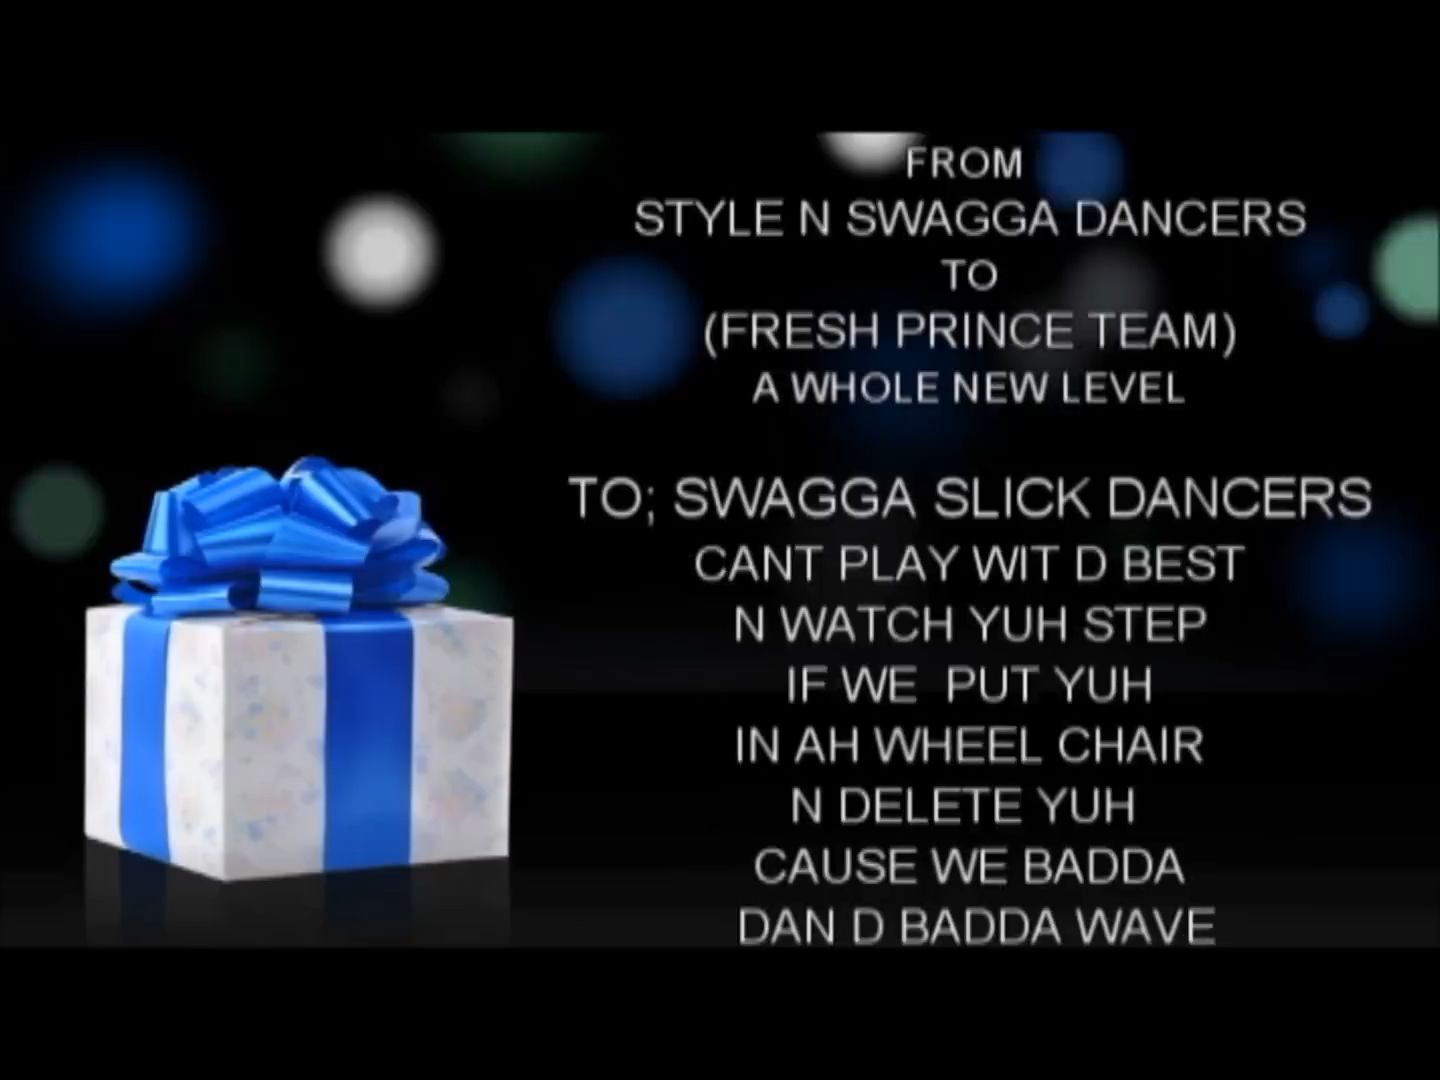 FROM
STYLE N SWAGGA DANCERS
TO
(FRESH PRINCE TEAM)
A WHOLE NEW LEVEL
TO; SWAGGA SLICK DANCERS
CANT PLAY WIT D BEST
N WATCH YUH STEP
IF WE PUT YUH
IN AH WHEEL CHAIR
N DELETE YUH
CAUSE WE BADDA
DAN D BADDA WAVE